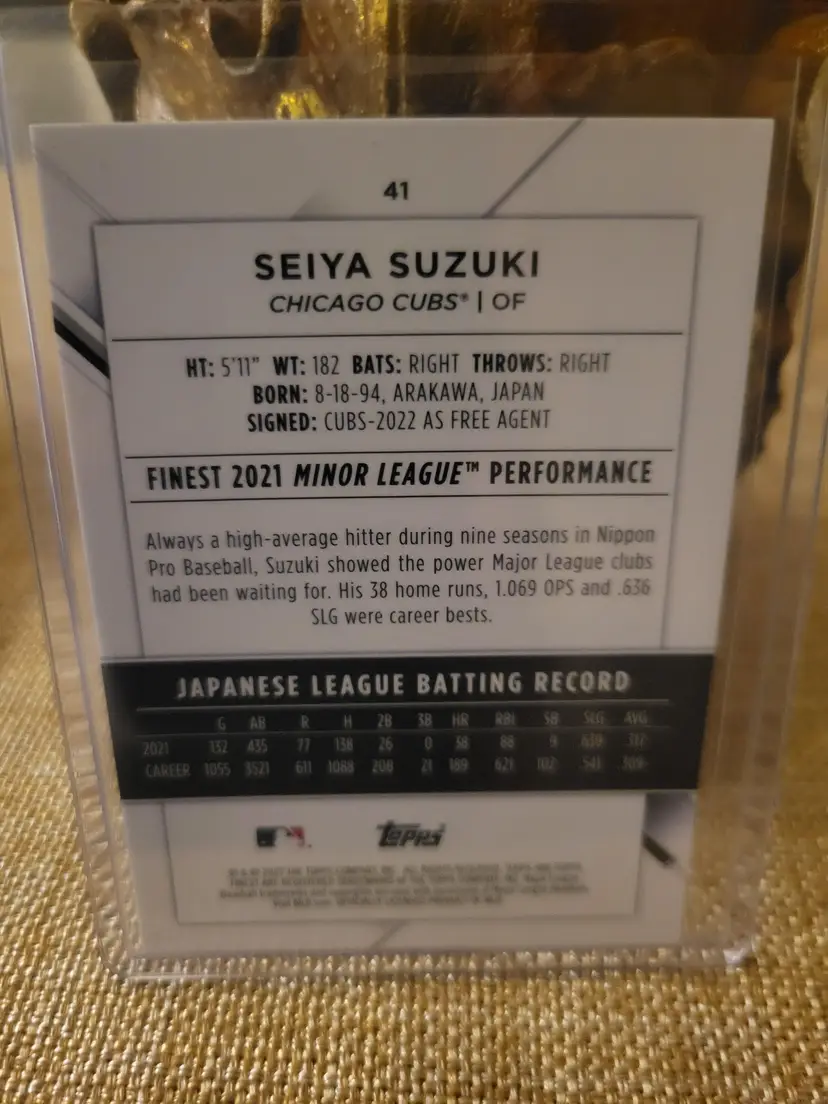 41
SEIYA SUZUKI
CHICAGO CUBS® | OF
HT: 5'11" WT: 182 BATS: RIGHT THROWS: RIGHT
BORN: 8-18-94, ARAKAWA, JAPAN
SIGNED: CUBS-2022 AS FREE AGENT
FINEST 2021 MINOR LEAGUE™ PERFORMANCE
Always a high-average hitter during nine seasons in Nippon
Pro Baseball, Suzuki showed the power Major League clubs
had been waiting for. His 38 home runs, 1.069 OPS and .636
SLG were career bests.
JAPANESE LEAGUE BATTING RECORD
G AB R H 2B 3B HR RBI SB SLG AVG
2021 132 435 77 138 26 0 38 88 9
CAREER 1055 3521 611 1088 208 21 189 621 102 .541
Topps